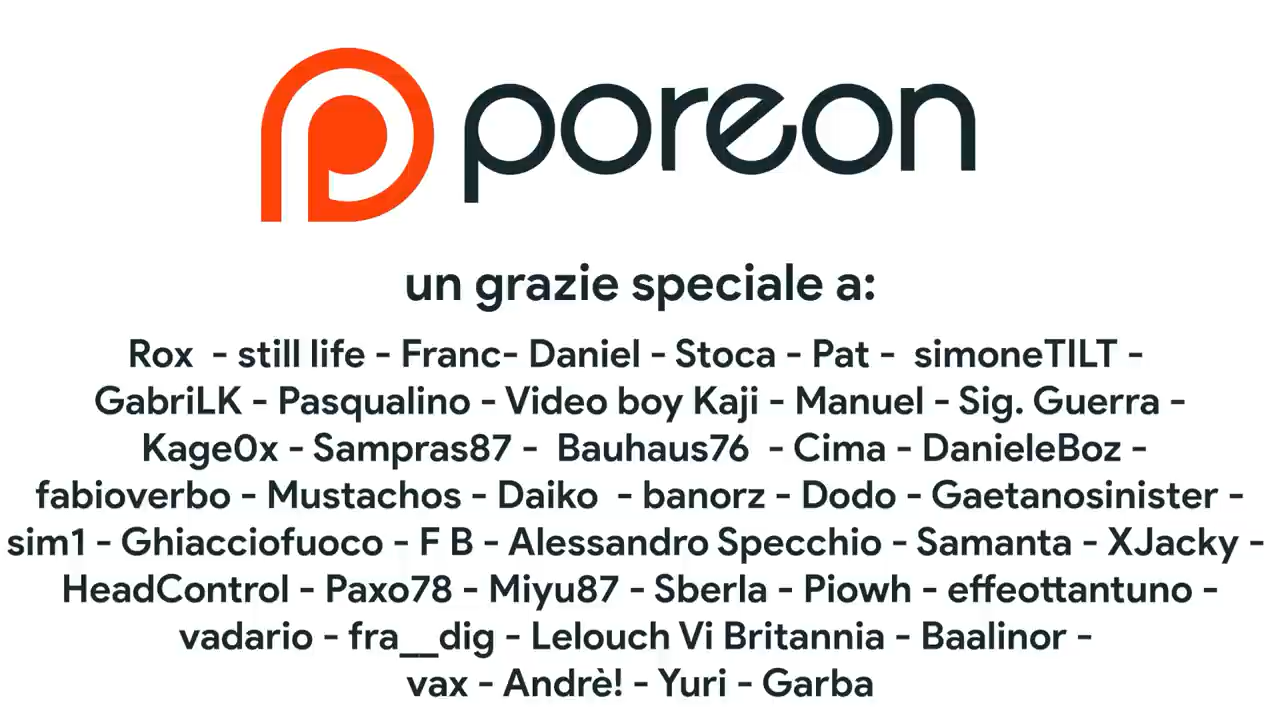 poreon
un grazie speciale a:
Rox - still life - Franc- Daniel - Stoca - Pat - simoneTILT -
GabriLK - Pasqualino - Video boy Kaji - Manuel - Sig. Guerra -
Kage0x - Sampras87 - Bauhaus76 - Cima - DanieleBoz -
fabioverbo - Mustachos - Daiko - banorz - Dodo - Gaetanosinister -
sim1 - Ghiacciofuoco - F B - Alessandro Specchio - Samanta - XJacky -
HeadControl - Paxo78 - Miyu87 - Sberla - Piowh - effeottantuno -
vadario - fra__dig - Lelouch Vi Britannia - Baalinor -
vax - Andrè! - Yuri - Garba